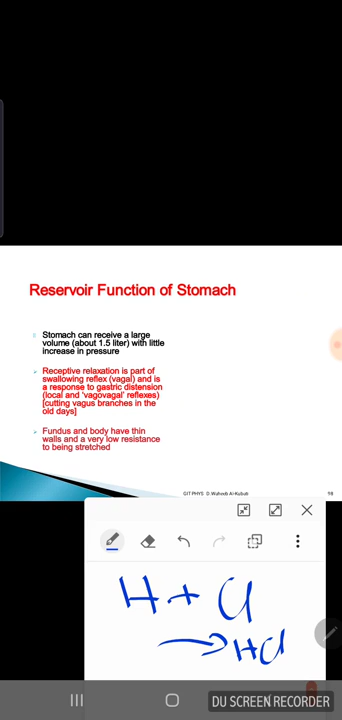 Reservoir Function of Stomach
Stomach can receive a large
volume (about 1.5 liter) with little
increase in pressure
Receptive relaxation is part of
swallowing reflex (vagal) and is
a response to gastric distension
(local and 'vagovagal' reflexes)
[cutting vagus branches in the
old days]
Fundus and body have thin
walls and a very low resistance
to being stretched
GIT PHYS D.Waheeb Al-Kubati
H + Cl
→ HCl
DU SCREEN RECORDER